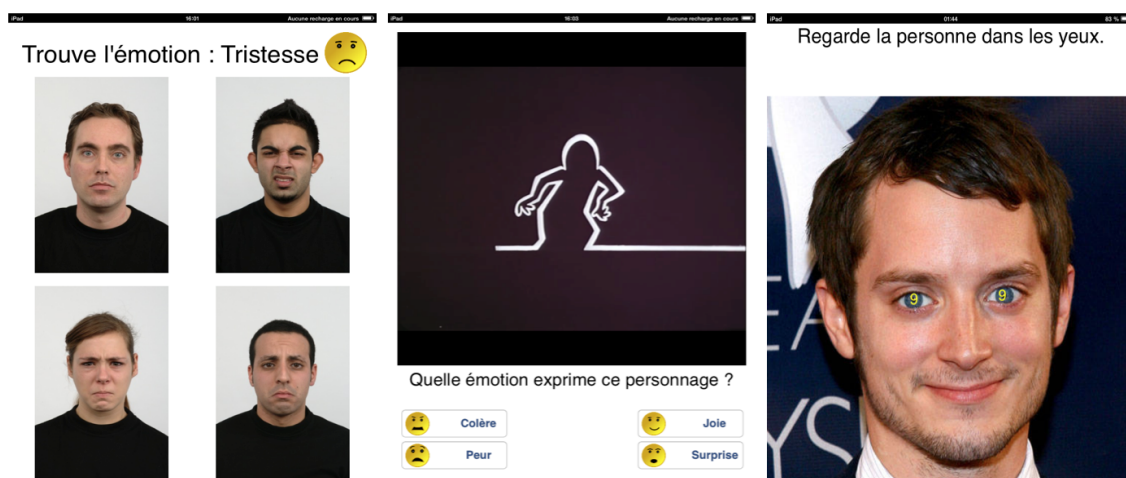 iPad 16:01 Aucune recharge en cours
Trouve l'émotion : Tristesse
iPad 16:03 Aucune recharge en cours
Quelle émotion exprime ce personnage ?
Colère
Joie
Peur
Surprise
iPad 01:44 83 %
Regarde la personne dans les yeux.
9 9
EA
YS